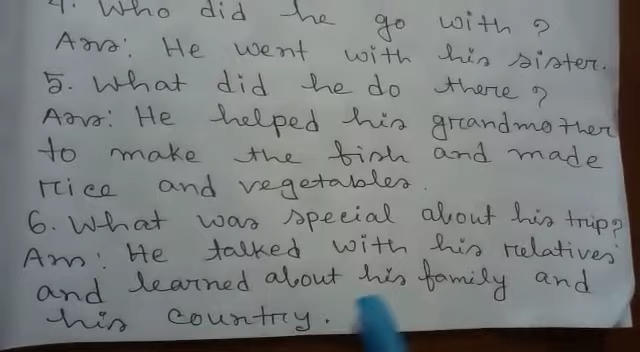 4. Who did he go with?
Ans: He went with his sister.
5. What did he do there?
Ans: He helped his grandmother
to make the fish and made
rice and vegetables.
6. What was special about his trip?
Ans: He talked with his relatives
and learned about his family and
his country.